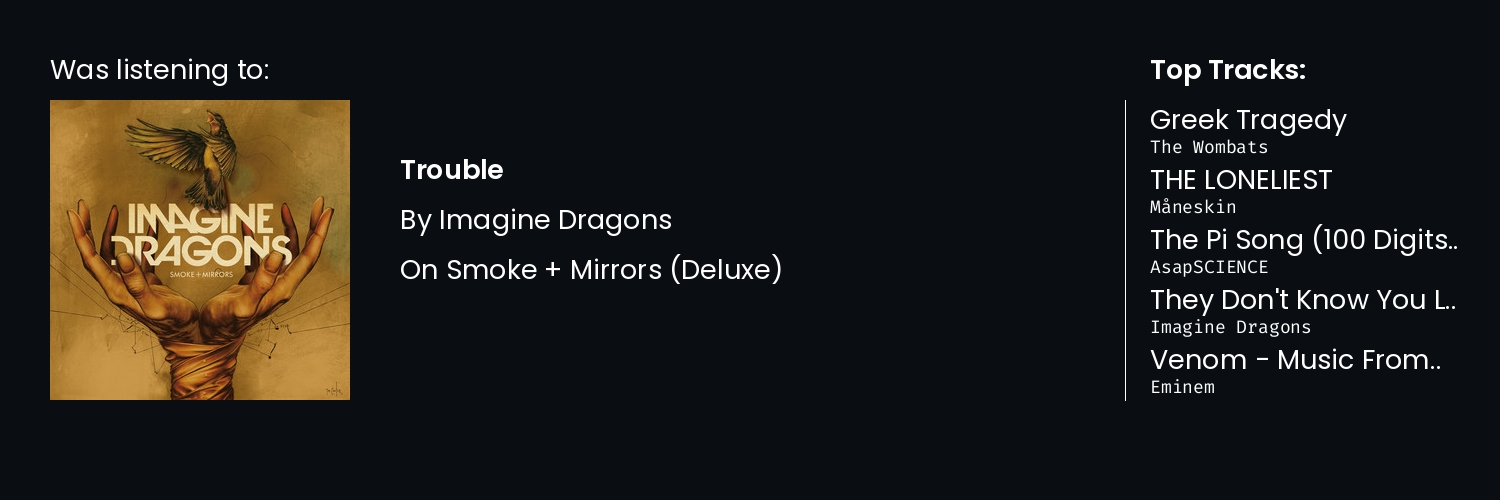 Was listening to:
IMAGINE
DRAGONS
SMOKE + MIRRORS
Trouble
By Imagine Dragons
On Smoke + Mirrors (Deluxe)
Top Tracks:
Greek Tragedy
The Wombats
THE LONELIEST
Måneskin
The Pi Song (100 Digits..
AsapSCIENCE
They Don't Know You L..
Imagine Dragons
Venom - Music From..
Eminem